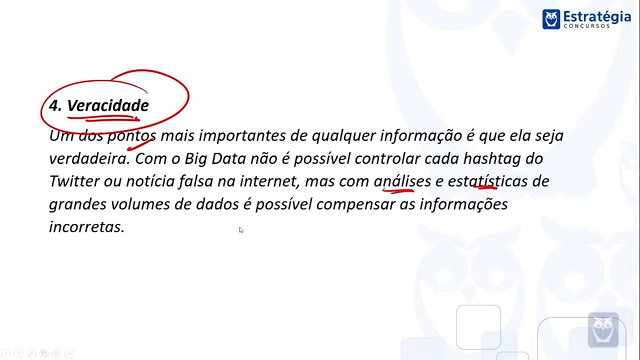 Estratégia
CONCURSOS
4. Veracidade
Um dos pontos mais importantes de qualquer informação é que ela seja
verdadeira. Com o Big Data não é possível controlar cada hashtag do
Twitter ou notícia falsa na internet, mas com análises e estatísticas de
grandes volumes de dados é possível compensar as informações
incorretas.